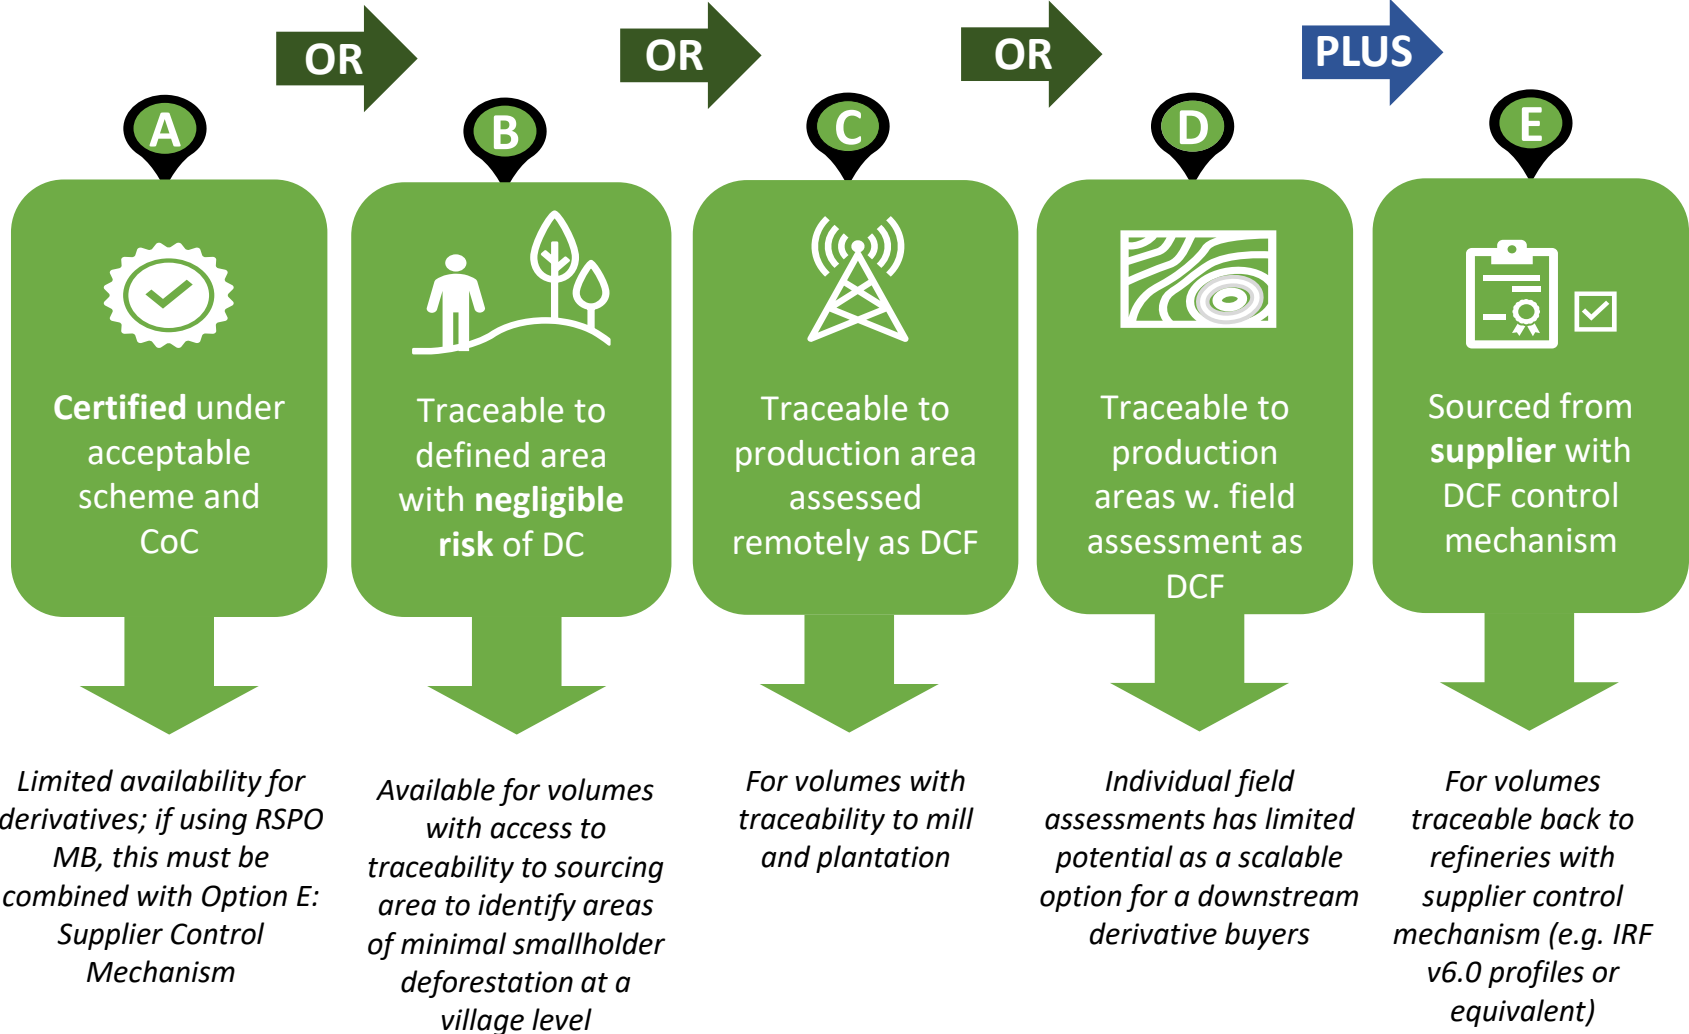 OR
OR
OR
PLUS
A
Certified under
acceptable
scheme and
CoC
Limited availability for
derivatives; if using RSPO
MB, this must be
combined with Option E:
Supplier Control
Mechanism
B
Traceable to
defined area
with negligible
risk of DC
Available for volumes
with access to
traceability to sourcing
area to identify areas
of minimal smallholder
deforestation at a
village level
C
Traceable to
production area
assessed
remotely as DCF
For volumes with
traceability to mill
and plantation
D
Traceable to
production
areas w. field
assessment as
DCF
Individual field
assessments has limited
potential as a scalable
option for a downstream
derivative buyers
E
Sourced from
supplier with
DCF control
mechanism
For volumes
traceable back to
refineries with
supplier control
mechanism (e.g. IRF
v6.0 profiles or
equivalent)